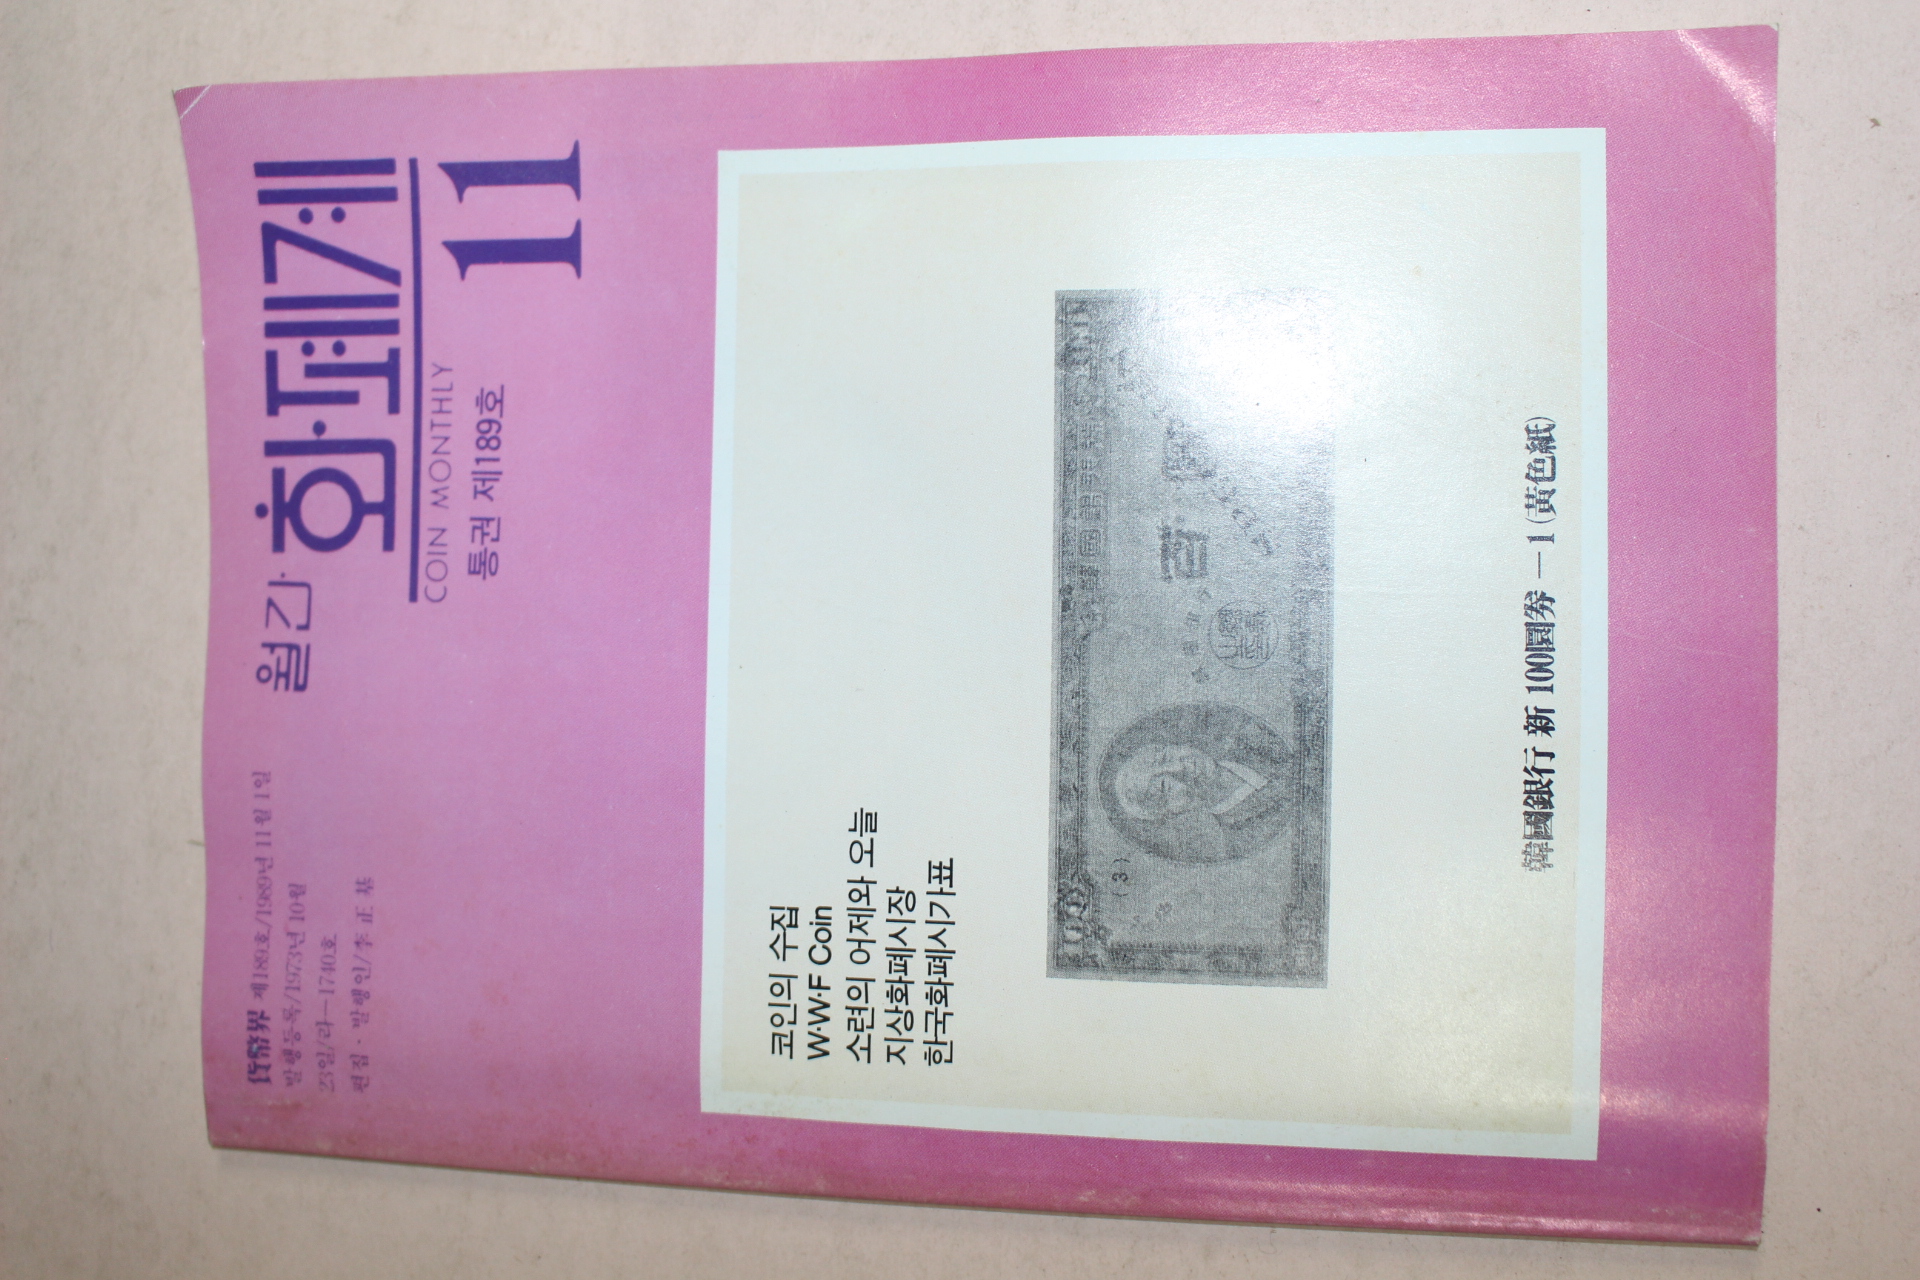 貨幣界 제189호/1989년 11월 1일
발행등록/1973년 10월
23일/라—1740호
편집·발행인/李正基
월간 화폐계
COIN MONTHLY
통권 제189호
11
코인의 수집
W·W·F Coin
소련의 어제와 오늘
지상화폐시장
한국화폐시가표
100
(3)
百
韓國銀行 新 100圜券 —1 (黃色紙)